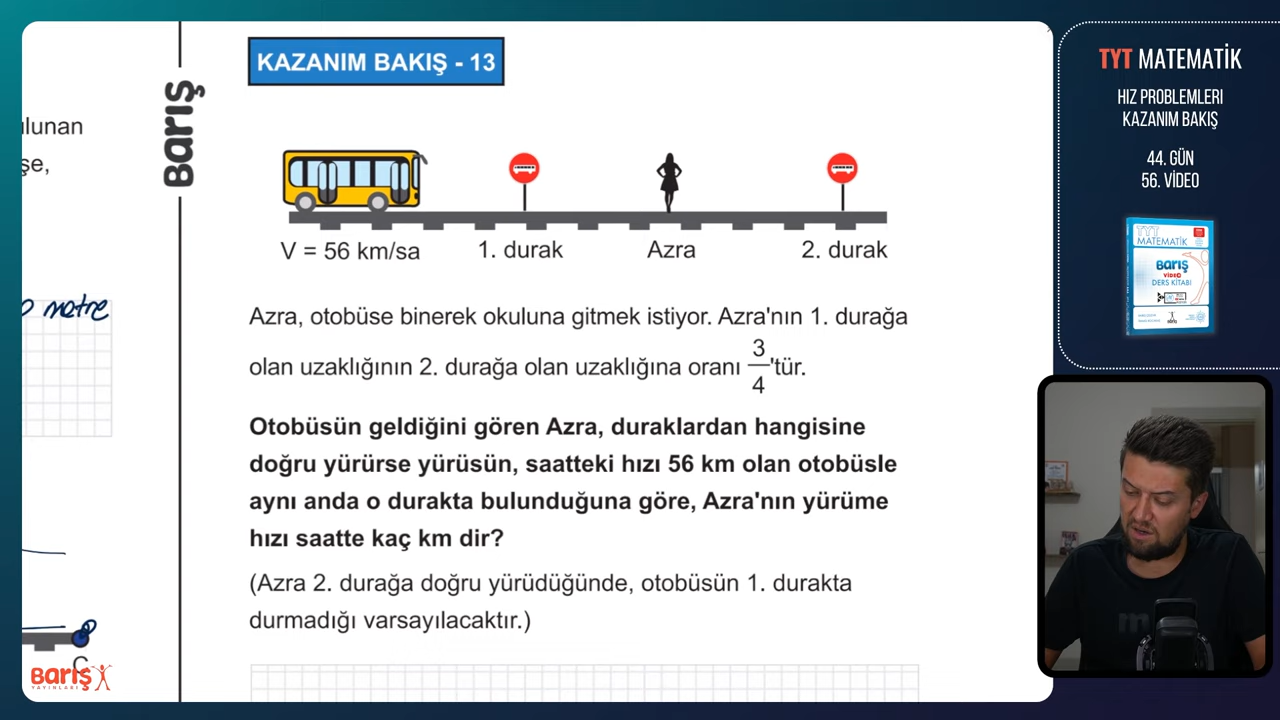 KAZANIM BAKIŞ - 13
lunan
şe,
Barış
V = 56 km/sa
1. durak
Azra
2. durak
metre
Azra, otobüse binerek okuluna gitmek istiyor. Azra'nın 1. durağa
olan uzaklığının 2. durağa olan uzaklığına oranı 3/4'tür.
Otobüsün geldiğini gören Azra, duraklardan hangisine
doğru yürürse yürüsün, saatteki hızı 56 km olan otobüsle
aynı anda o durakta bulunduğuna göre, Azra'nın yürüme
hızı saatte kaç km dir?
(Azra 2. durağa doğru yürüdüğünde, otobüsün 1. durakta
durmadığı varsayılacaktır.)
C
Barış
YAYINLARI
TYT MATEMATİK
HIZ PROBLEMLERI
KAZANIM BAKIŞ
44. GÜN
56. VİDEO
TYT
MATEMATİK
Barış
VİDEO
DERS KİTABI